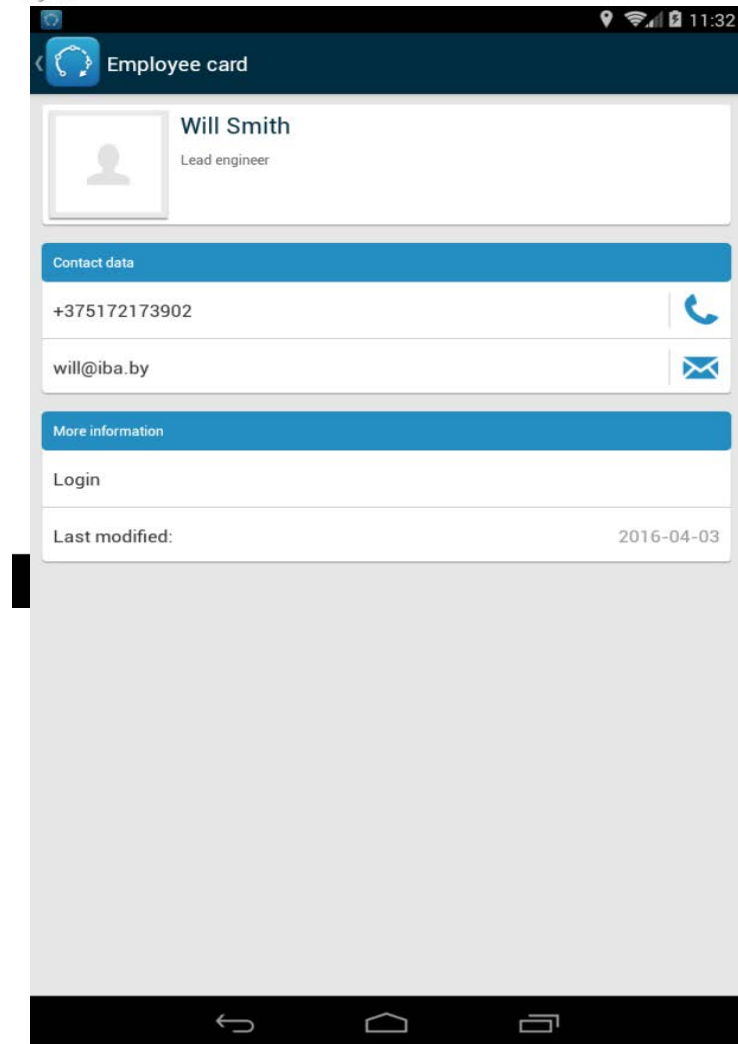 11:32
Employee card
Will Smith
Lead engineer
Contact data
+375172173902
will@iba.by
More information
Login
Last modified: 2016-04-03